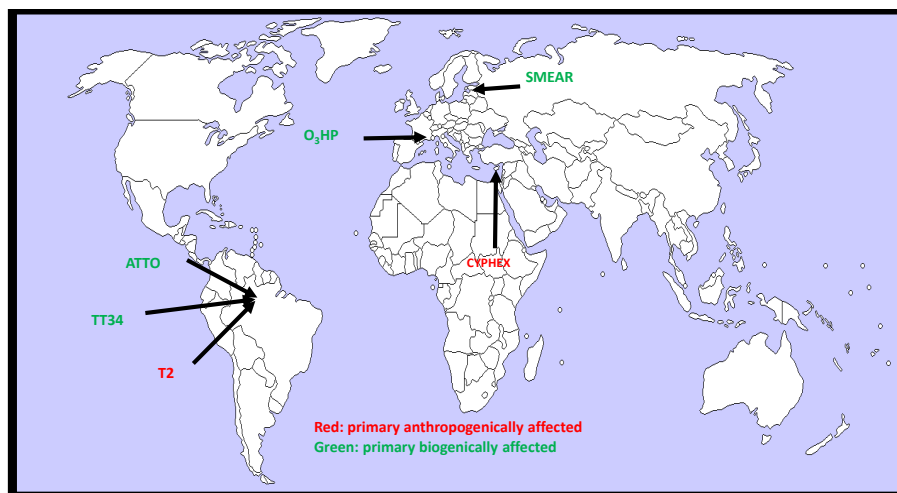 SMEAR
O₃HP
ATTO
CYPHEX
TT34
T2
Red: primary anthropogenically affected
Green: primary biogenically affected